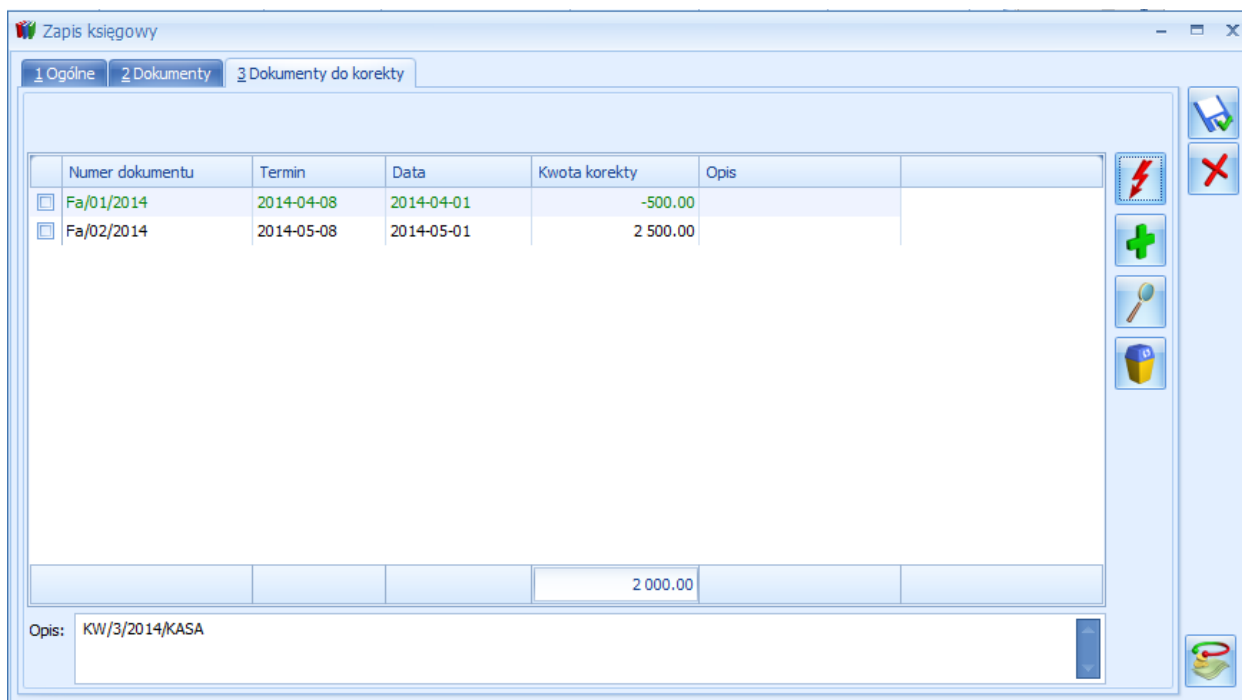 Zapis księgowy
1 Ogólne 2 Dokumenty 3 Dokumenty do korekty
Numer dokumentu Termin Data Kwota korekty Opis
Fa/01/2014 2014-04-08 2014-04-01 -500.00
Fa/02/2014 2014-05-08 2014-05-01 2 500.00
2 000.00
Opis: KW/3/2014/KASA